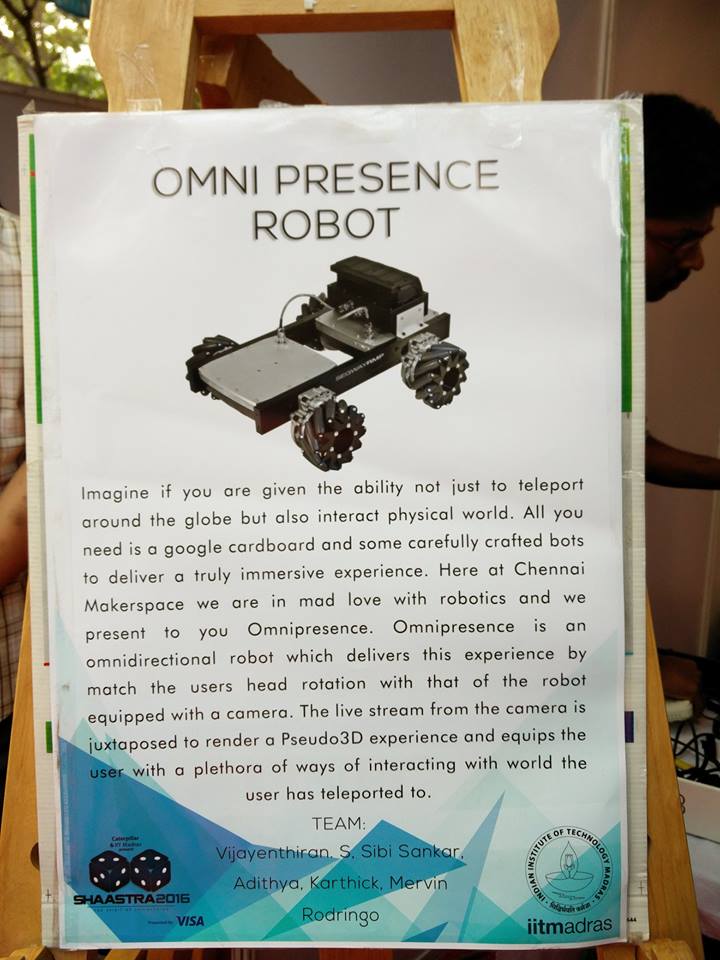 OMNI PRESENCE
ROBOT
SEGWAY RMP
Imagine if you are given the ability not just to teleport
around the globe but also interact physical world. All you
need is a google cardboard and some carefully crafted bots
to deliver a truly immersive experience. Here at Chennai
Makerspace we are in mad love with robotics and we
present to you Omnipresence. Omnipresence is an
omnidirectional robot which delivers this experience by
match the users head rotation with that of the robot
equipped with a camera. The live stream from the camera is
juxtaposed to render a Pseudo3D experience and equips the
user with a plethora of ways of interacting with world the
user has teleported to.
TEAM:
Vijayenthiran, S, Sibi Sankar,
Adithya, Karthick, Mervin
Rodringo
Caterpillar
& IIT Madras
present
SHAASTRA2016
Presented by VISA
INDIAN INSTITUTE OF TECHNOLOGY MADRAS
iitmadras